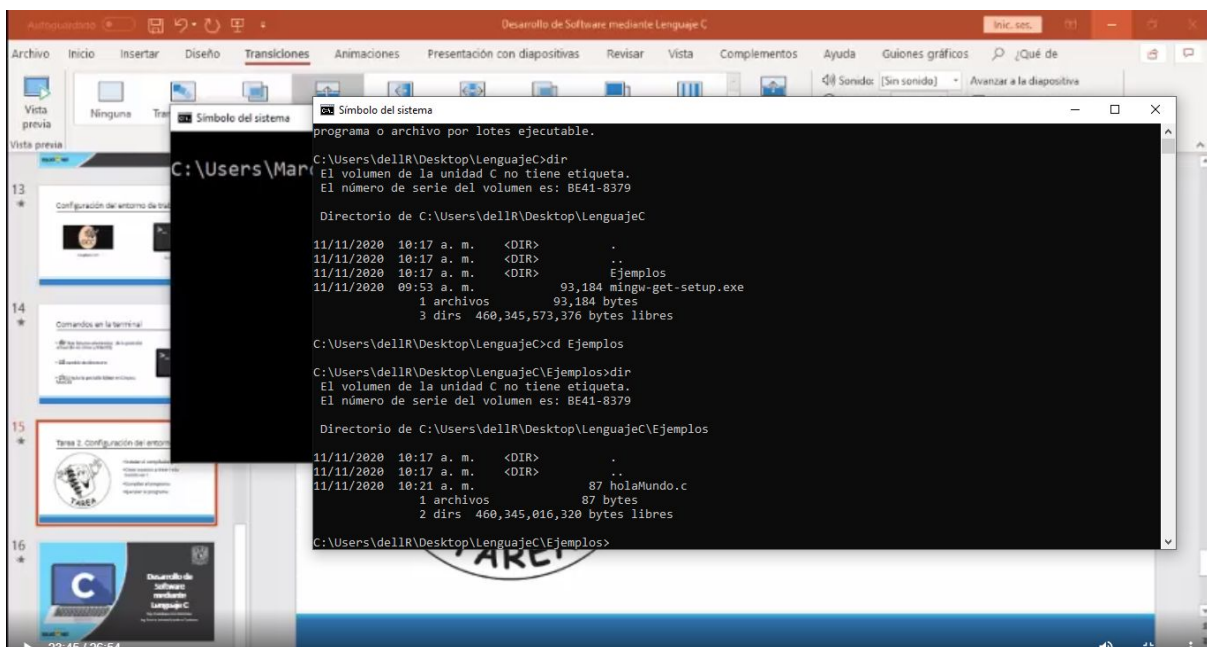 Autoguardado
Desarrollo de Software mediante Lenguaje C
Inic. ses.
Archivo Inicio Insertar Diseño Transiciones Animaciones Presentación con diapositivas Revisar Vista Complementos Ayuda Guiones gráficos ¿Qué de
Vista previa
Ninguna
Sonido: [Sin sonido]
Avanzar a la diapositiva
Vista previa
Símbolo del sistema
C:\Users\Marc
Símbolo del sistema
programa o archivo por lotes ejecutable.
C:\Users\dellR\Desktop\LenguajeC>dir
El volumen de la unidad C no tiene etiqueta.
El número de serie del volumen es: BE41-8379
Directorio de C:\Users\dellR\Desktop\LenguajeC
11/11/2020 10:17 a. m. <DIR> .
11/11/2020 10:17 a. m. <DIR> ..
11/11/2020 10:17 a. m. <DIR> Ejemplos
11/11/2020 09:53 a. m. 93,184 mingw-get-setup.exe
1 archivos 93,184 bytes
3 dirs 460,345,573,376 bytes libres
C:\Users\dellR\Desktop\LenguajeC>cd Ejemplos
C:\Users\dellR\Desktop\LenguajeC\Ejemplos>dir
El volumen de la unidad C no tiene etiqueta.
El número de serie del volumen es: BE41-8379
Directorio de C:\Users\dellR\Desktop\LenguajeC\Ejemplos
11/11/2020 10:17 a. m. <DIR> .
11/11/2020 10:17 a. m. <DIR> ..
11/11/2020 10:21 a. m. 87 holaMundo.c
1 archivos 87 bytes
2 dirs 460,345,016,320 bytes libres
C:\Users\dellR\Desktop\LenguajeC\Ejemplos>
13
Configuración del entorno de
14
Comandos en la terminal
15
Tarea 2. Configuración del
TAREA
16
C
Desarrollo de
Software
mediante
Lenguaje C
TAREA
23:45 / 26:54